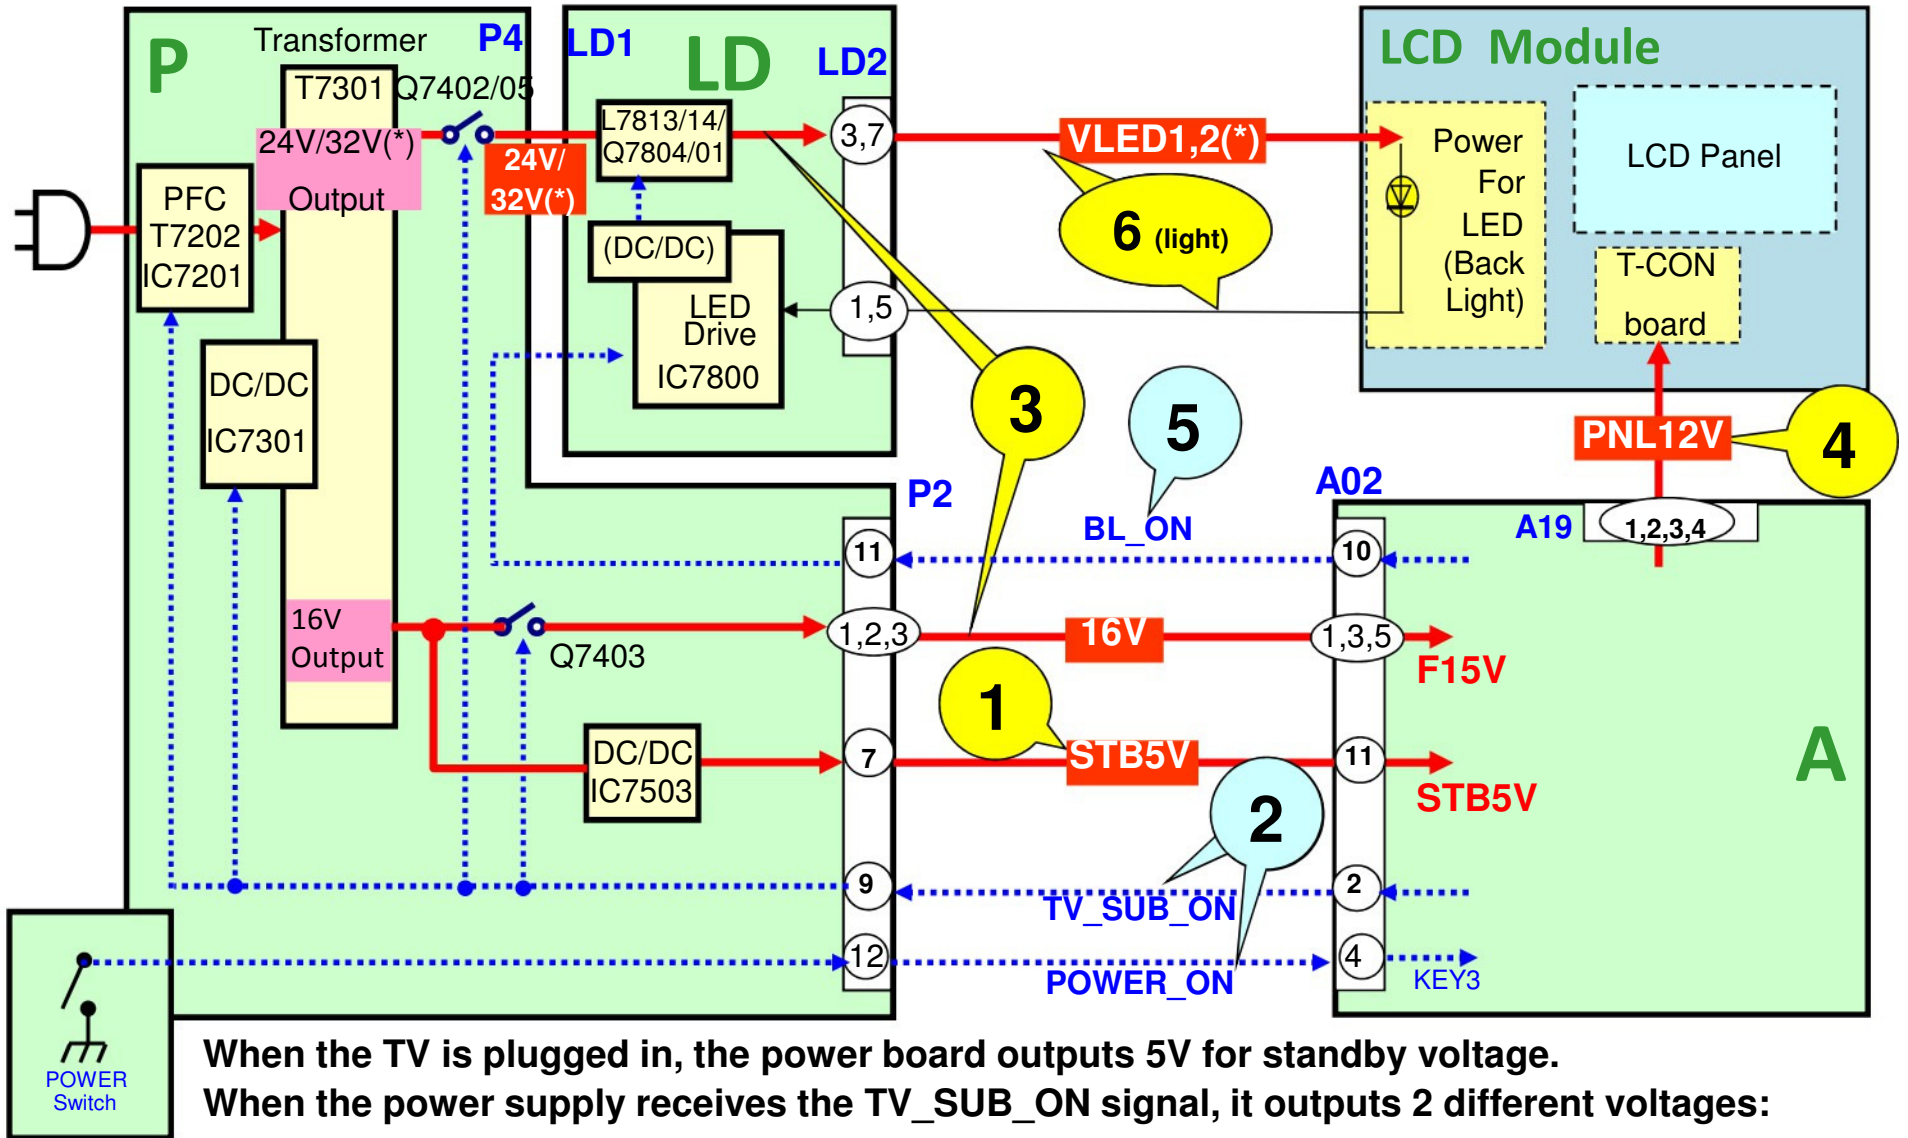 P
Transformer
P4
T7301
Q7402/05
24V/32V(*)
Output
24V/
32V(*)
PFC
T7202
IC7201
DC/DC
IC7301
16V
Output
Q7403
DC/DC
IC7503
LD1
LD
LD2
L7813/14/
Q7804/01
(DC/DC)
LED
Drive
IC7800
3,7
1,5
VLED1,2(*)
6 (light)
LCD Module
Power
For
LED
(Back
Light)
LCD Panel
T-CON
board
3
5
PNL12V
4
P2
A02
A19
1,2,3,4
11
BL_ON
10
1,2,3
16V
1,3,5
F15V
1
7
STB5V
11
STB5V
A
2
9
TV_SUB_ON
2
12
POWER_ON
4
KEY3
POWER
Switch
When the TV is plugged in, the power board outputs 5V for standby voltage.
When the power supply receives the TV_SUB_ON signal, it outputs 2 different voltages: